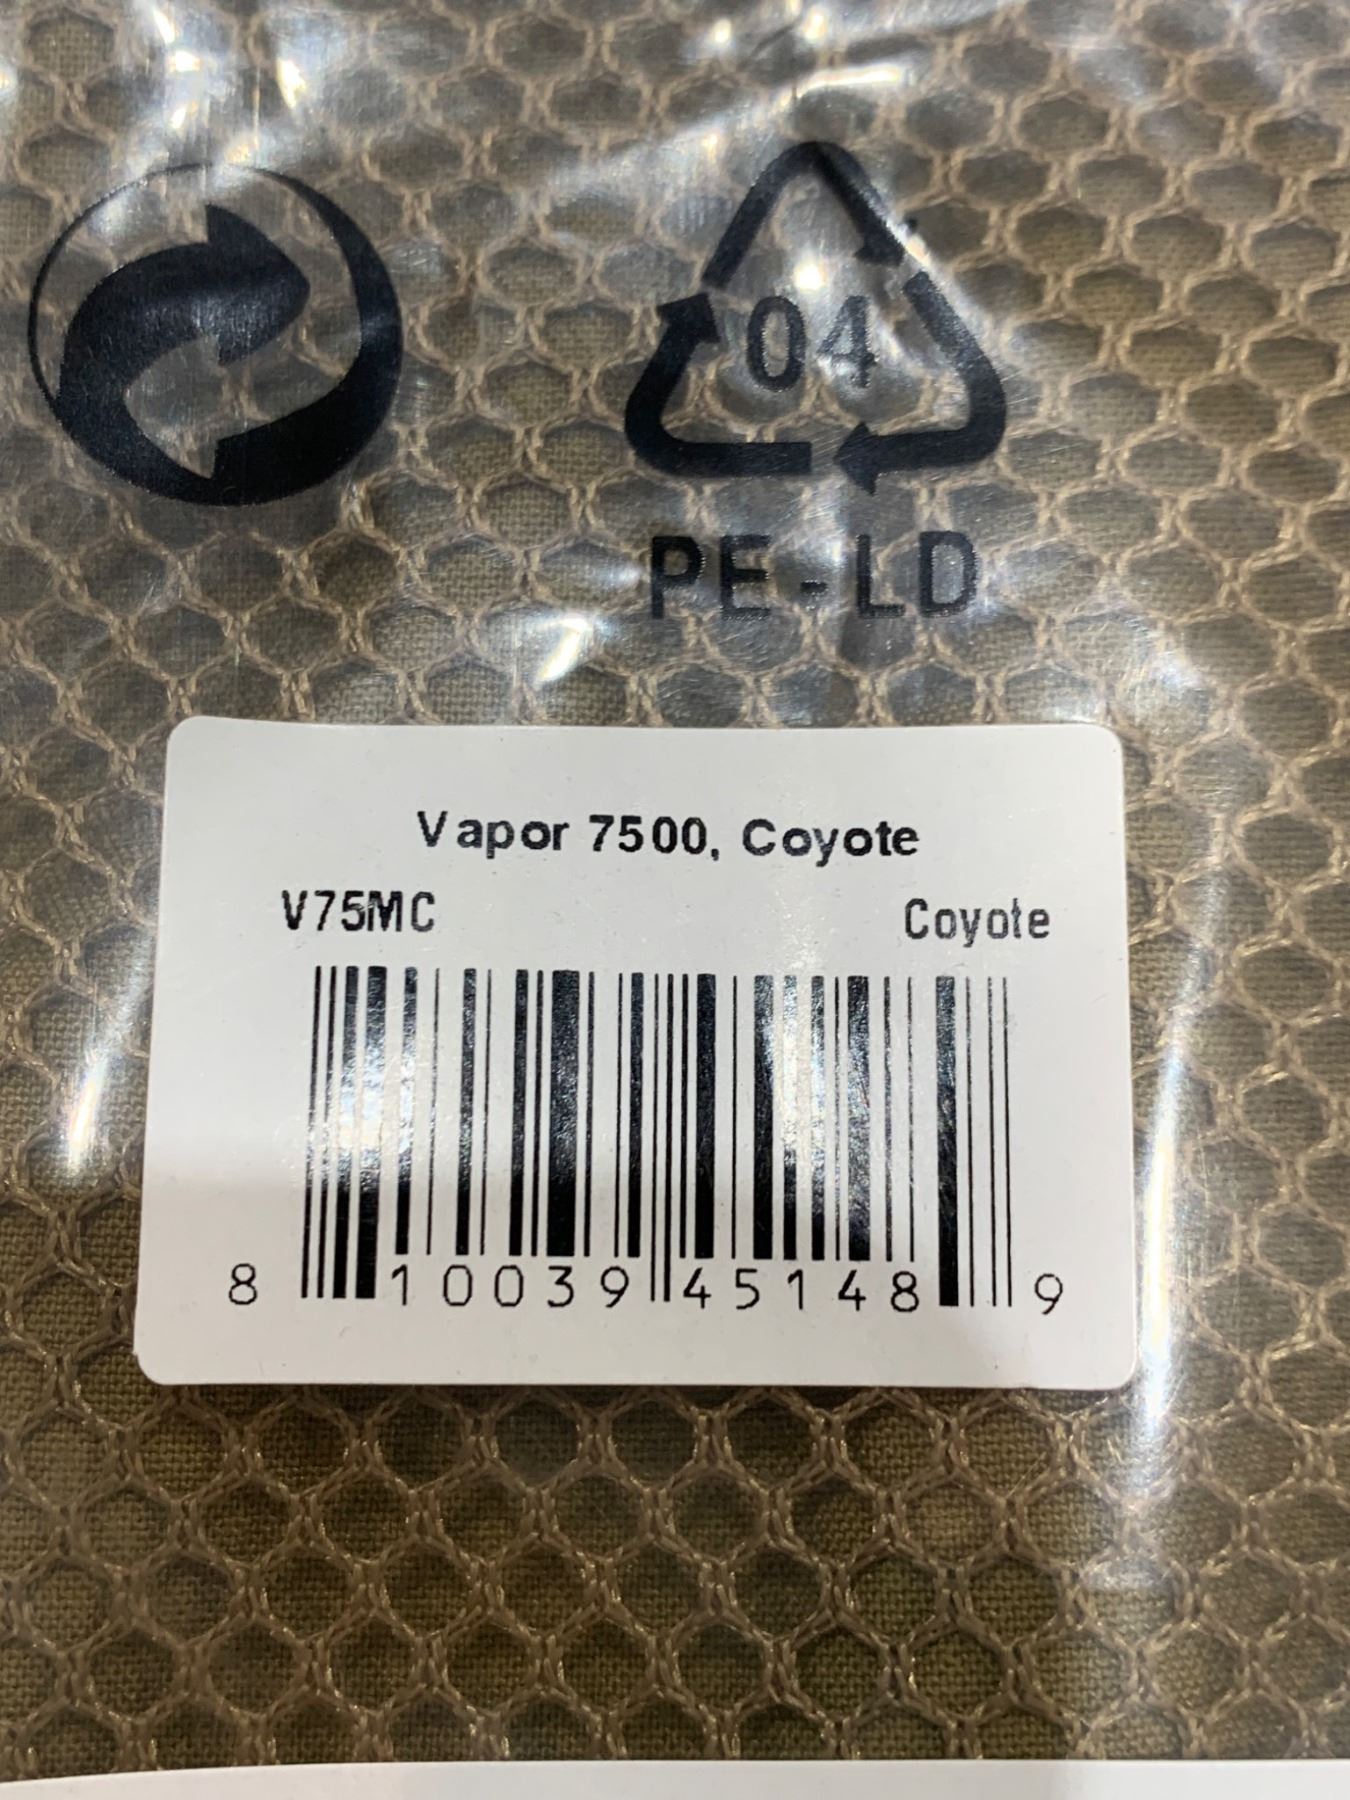 04
PE-LD
Vapor 7500, Coyote
V75MC Coyote
8 10039 45148 9